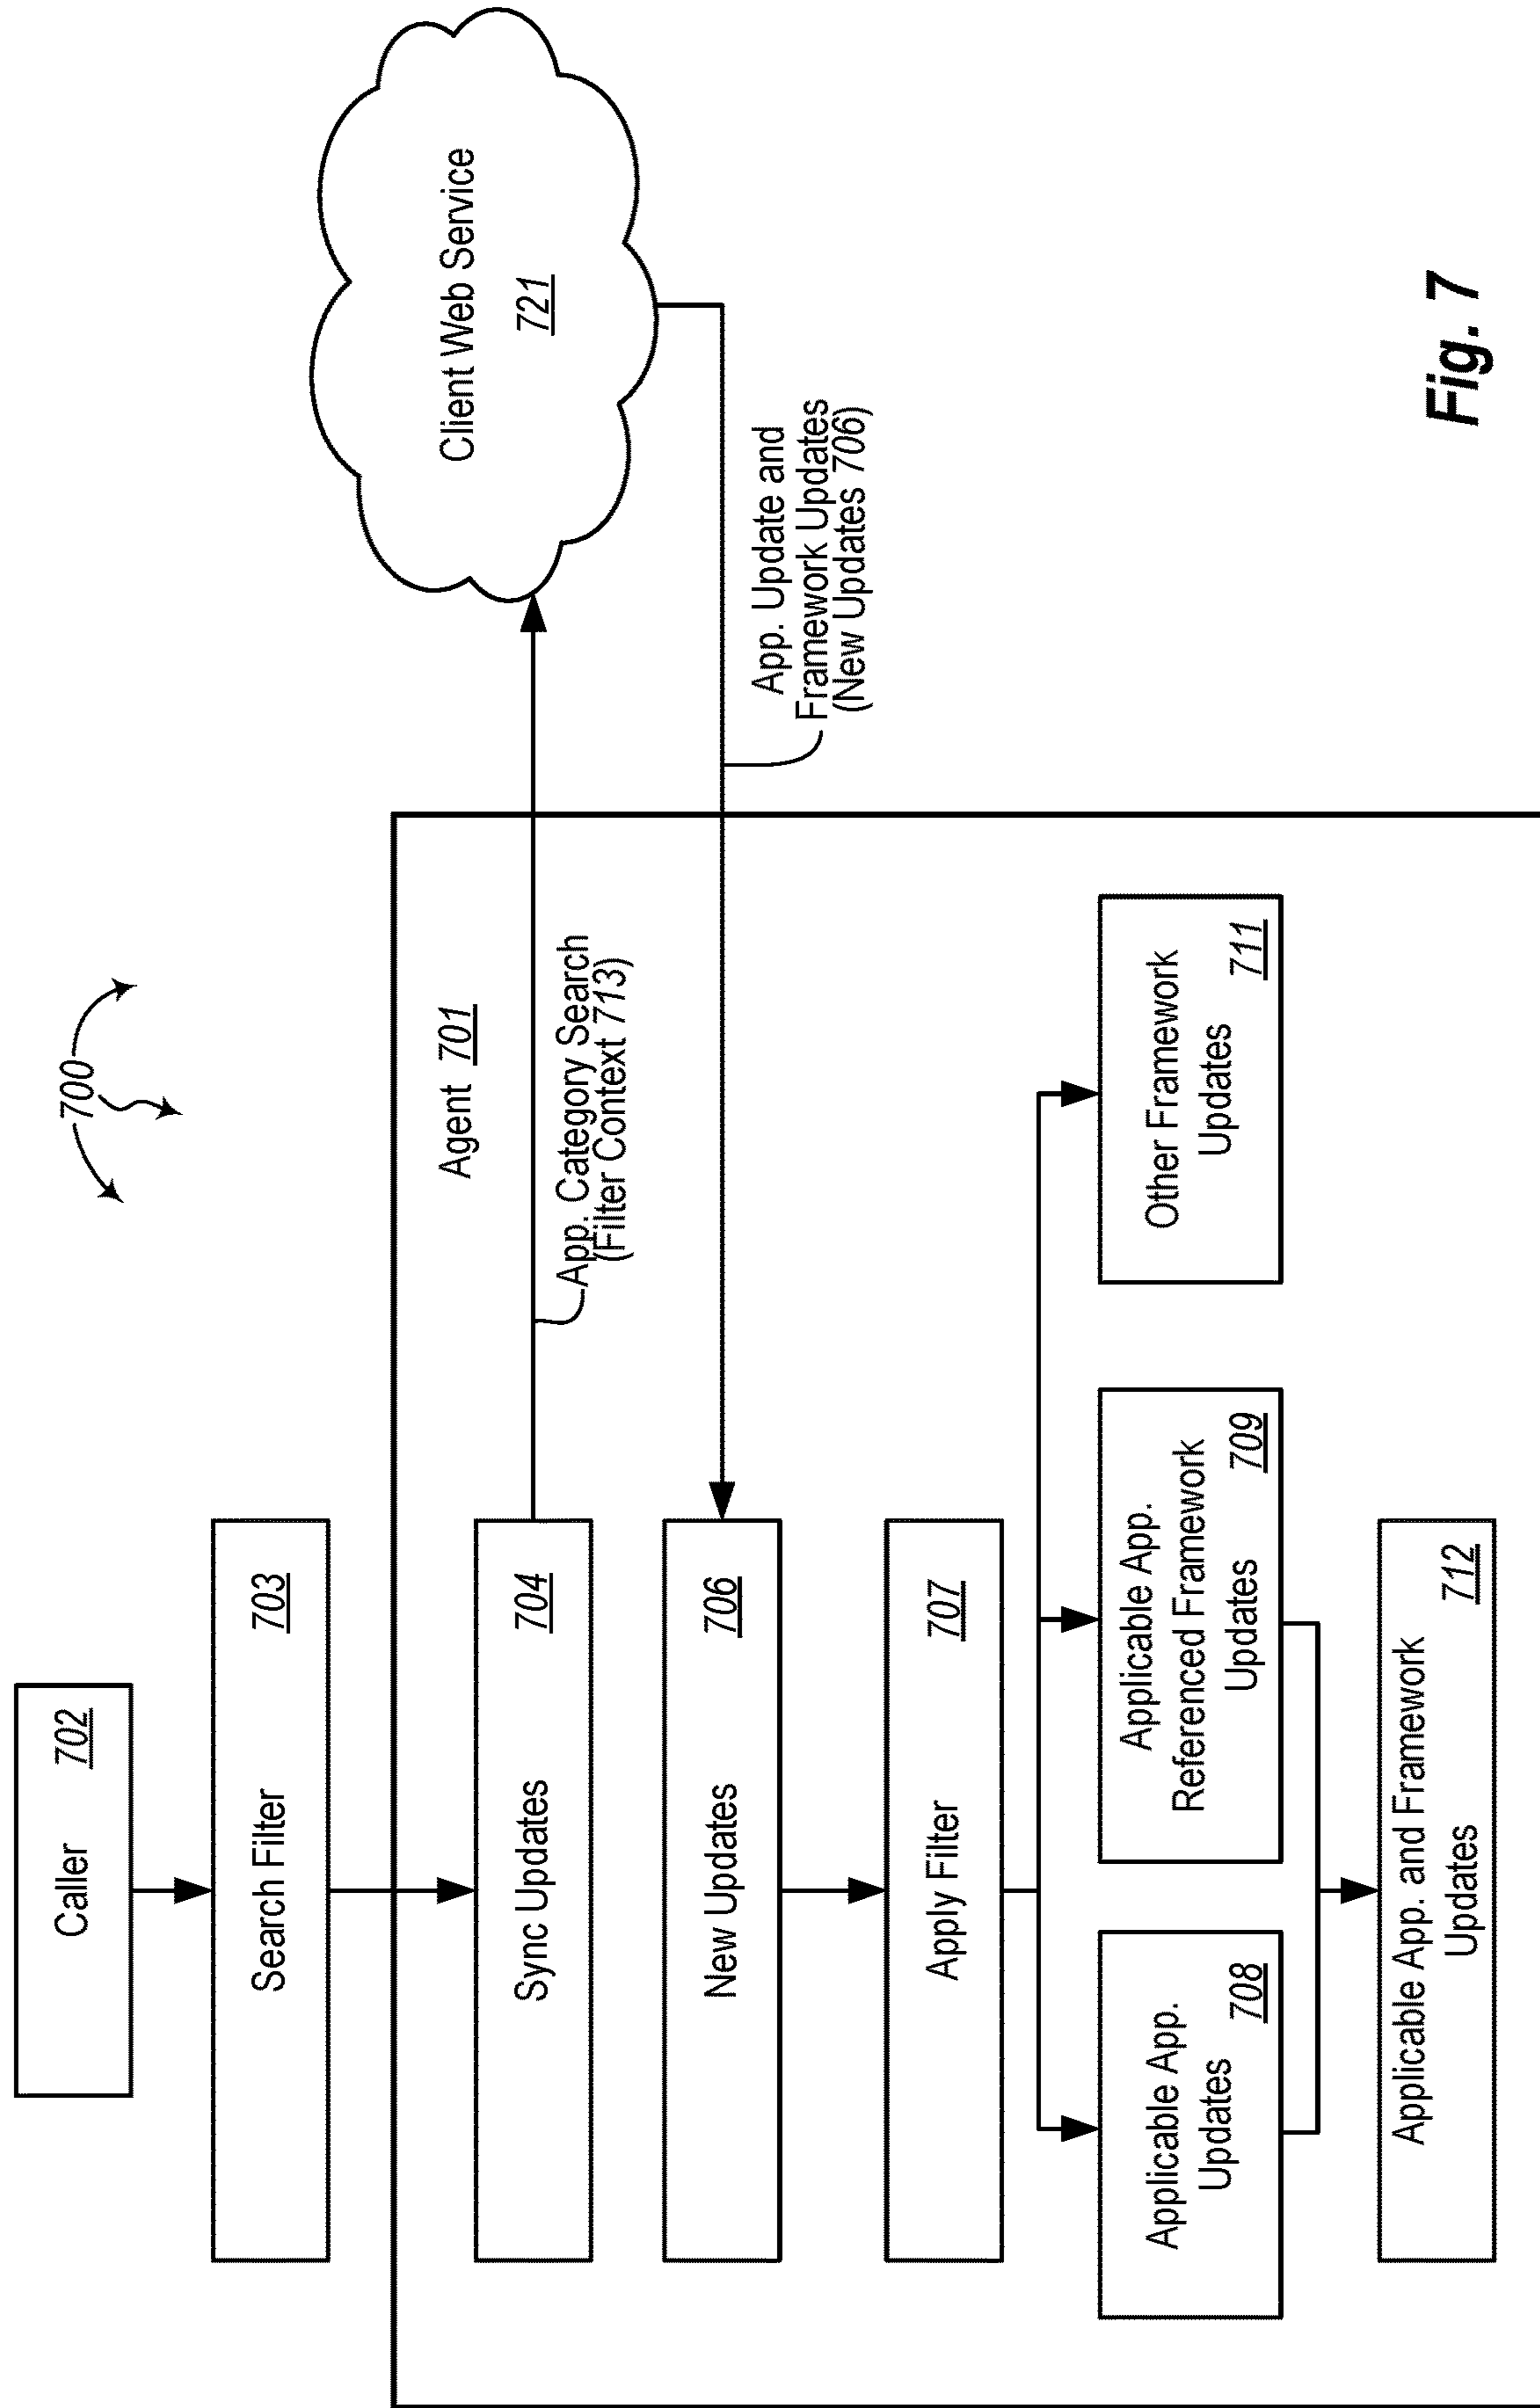 700
Caller
702
Search Filter
703
Agent 701
Sync Updates
704
App. Category Search
(Filter Context 713)
Client Web Service
721
New Updates
706
App. Update and
Framework Updates
(New Updates 706)
Apply Filter
707
Applicable App.
Updates
708
Applicable App.
Referenced Framework
Updates
709
Other Framework
Updates
711
Applicable App. and Framework
Updates
712
Fig. 7